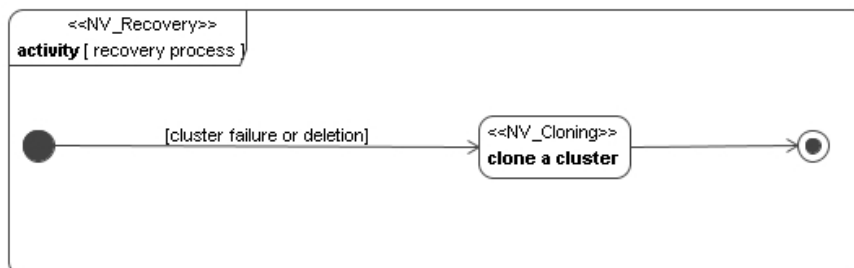 <<NV_Recovery>>
activity [ recovery process ]
[cluster failure or deletion]
<<NV_Cloning>>
clone a cluster